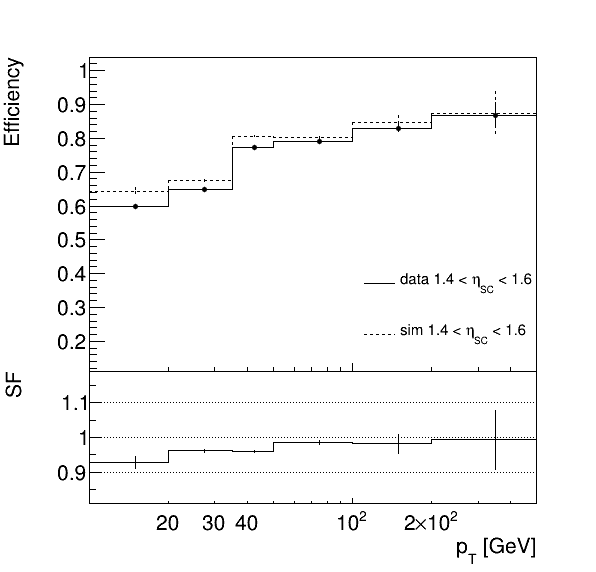 Efficiency
1
0.9
0.8
0.7
0.6
0.5
0.4
0.3
0.2
data 1.4 < η_SC < 1.6
sim 1.4 < η_SC < 1.6
SF
1.1
1
0.9
20 30 40 10² 2×10²
p_T [GeV]